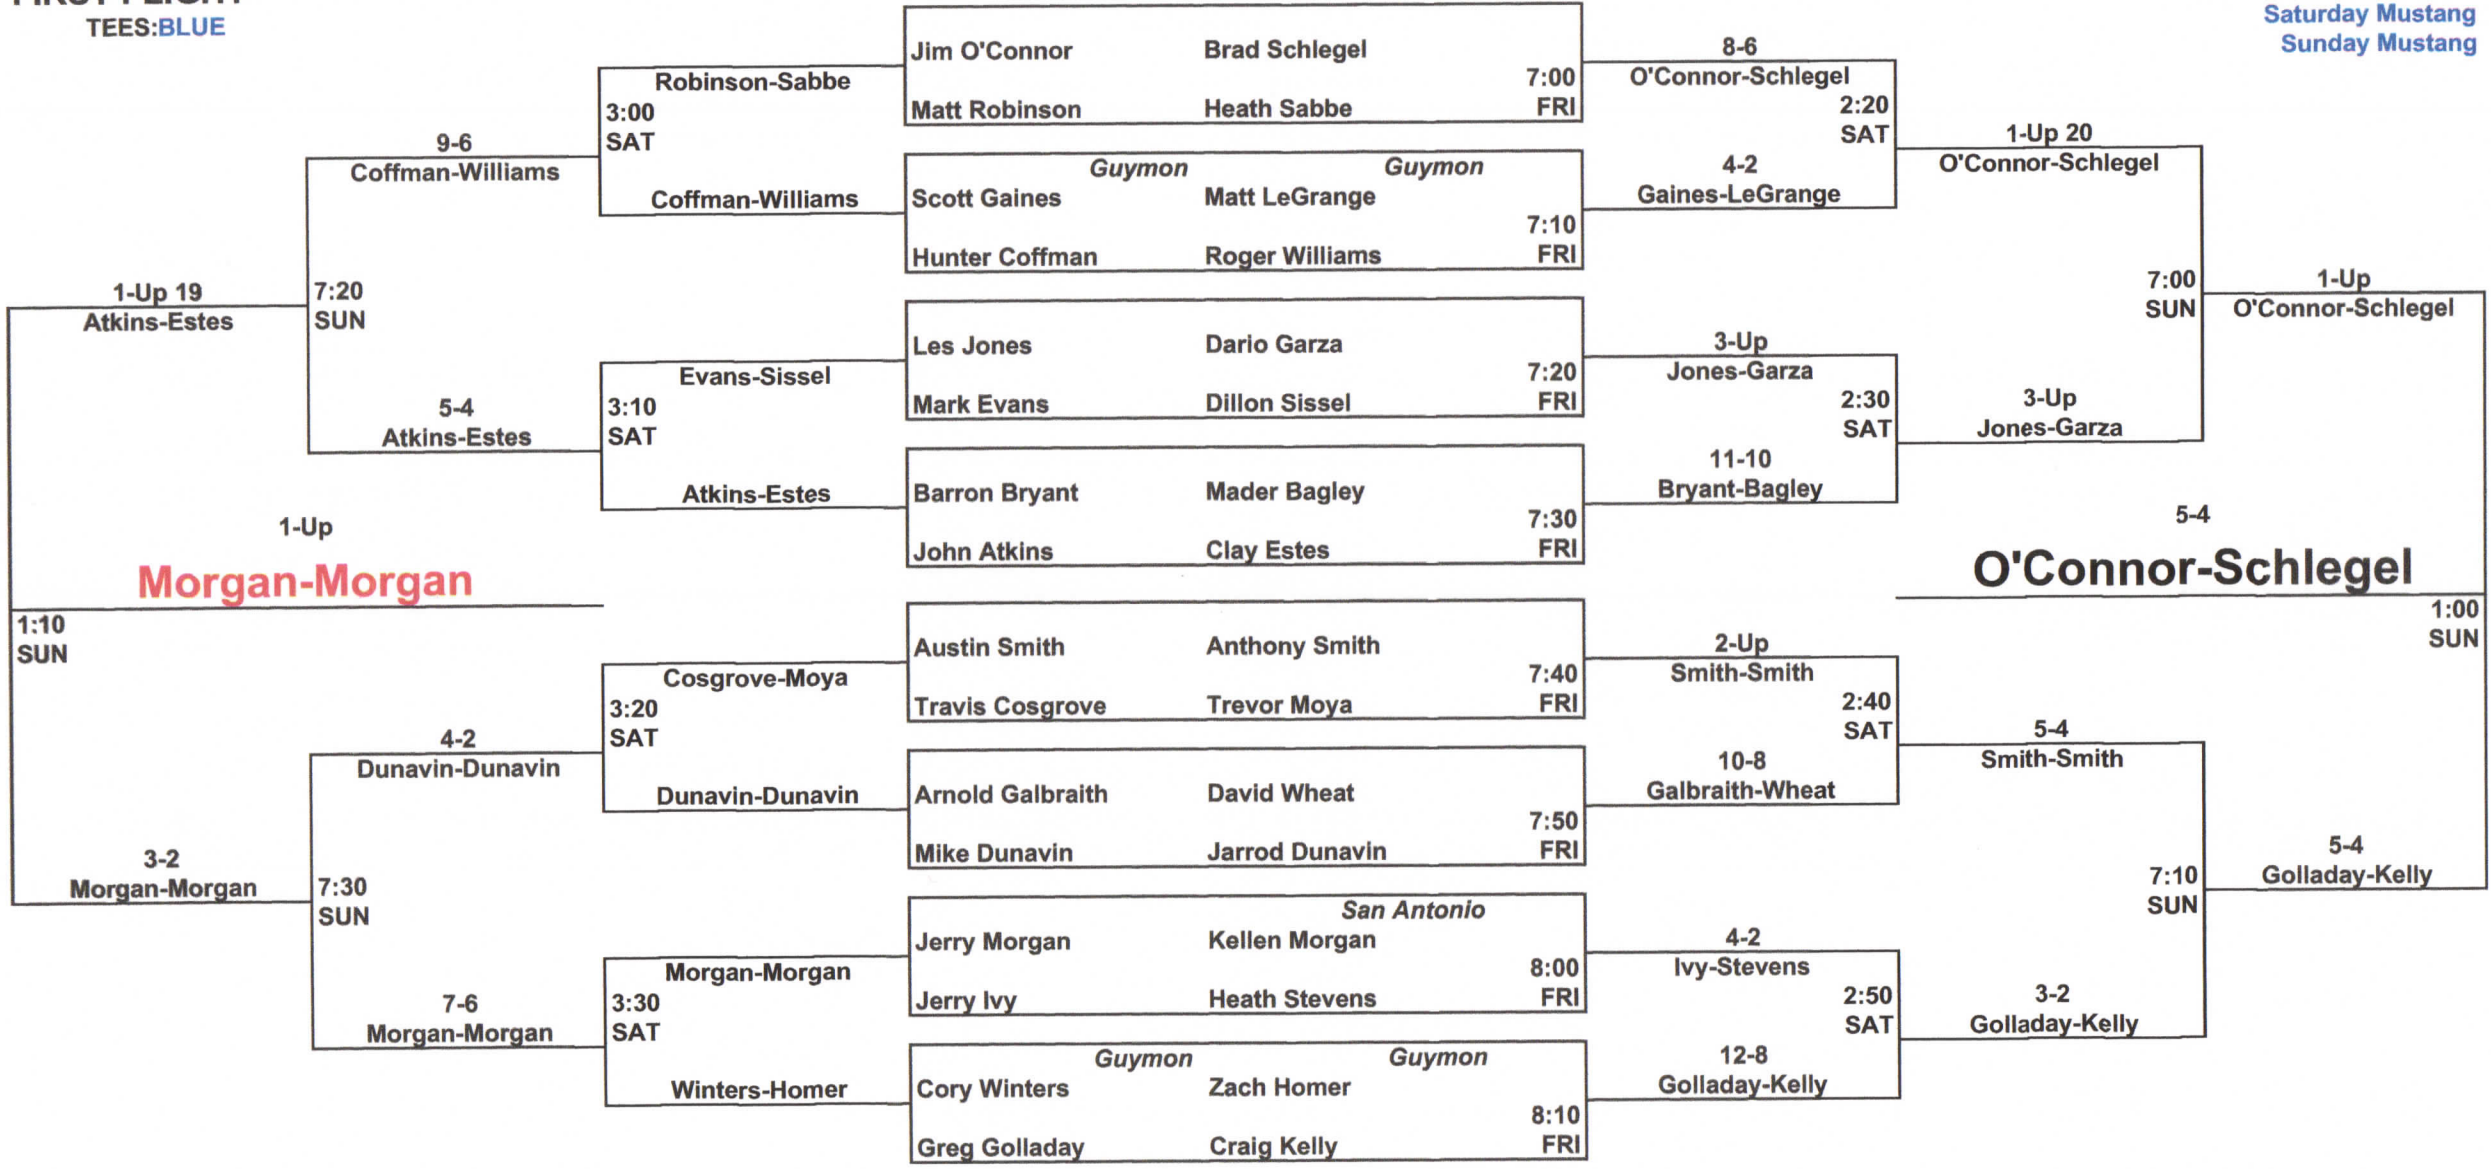 TEES:BLUE
Saturday Mustang
Sunday Mustang
Jim O'Connor Brad Schlegel
7:00
Matt Robinson Heath Sabbe FRI
Guymon Guymon
Scott Gaines Matt LeGrange
7:10
Hunter Coffman Roger Williams FRI
Les Jones Dario Garza
7:20
Mark Evans Dillon Sissel FRI
Barron Bryant Mader Bagley
7:30
John Atkins Clay Estes FRI
Austin Smith Anthony Smith
7:40
Travis Cosgrove Trevor Moya FRI
Arnold Galbraith David Wheat
7:50
Mike Dunavin Jarrod Dunavin FRI
San Antonio
Jerry Morgan Kellen Morgan
8:00
Jerry Ivy Heath Stevens FRI
Guymon Guymon
Cory Winters Zach Homer
8:10
Greg Golladay Craig Kelly FRI
Robinson-Sabbe
3:00
SAT
Coffman-Williams
Evans-Sissel
3:10
SAT
Atkins-Estes
Cosgrove-Moya
3:20
SAT
Dunavin-Dunavin
Morgan-Morgan
3:30
SAT
Winters-Homer
9-6
Coffman-Williams
7:20
SUN
5-4
Atkins-Estes
4-2
Dunavin-Dunavin
7:30
SUN
7-6
Morgan-Morgan
1-Up 19
Atkins-Estes
1-Up
Morgan-Morgan
1:10
SUN
3-2
Morgan-Morgan
8-6
O'Connor-Schlegel
2:20
SAT
4-2
Gaines-LeGrange
3-Up
Jones-Garza
2:30
SAT
11-10
Bryant-Bagley
2-Up
Smith-Smith
2:40
SAT
10-8
Galbraith-Wheat
4-2
Ivy-Stevens
2:50
SAT
12-8
Golladay-Kelly
1-Up 20
O'Connor-Schlegel
7:00
SUN
3-Up
Jones-Garza
5-4
Smith-Smith
7:10
SUN
3-2
Golladay-Kelly
1-Up
O'Connor-Schlegel
5-4
O'Connor-Schlegel
1:00
SUN
5-4
Golladay-Kelly